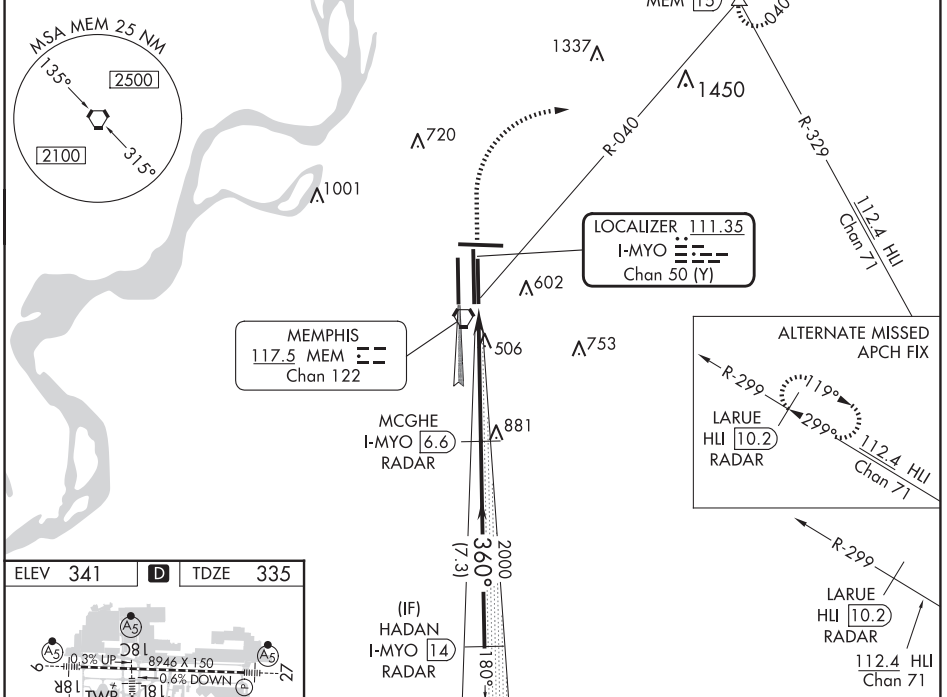 MEM 15
040
MSA MEM 25 NM
135°
2500
2100
315°
1337
1450
720
1001
R-040
R-329
112.4 HLI
Chan 71
LOCALIZER 111.35
I-MYO
Chan 50 (Y)
602
MEMPHIS
117.5 MEM
Chan 122
506
753
MCGHE
I-MYO 6.6
RADAR
881
ALTERNATE MISSED
APCH FIX
R-299
119°
299°
LARUE
HLI 10.2
RADAR
112.4 HLI
Chan 71
2000
360°
(7.3)
(IF)
HADAN
I-MYO 14
RADAR
180°
R-299
LARUE
HLI 10.2
RADAR
112.4 HLI
Chan 71
ELEV 341
D
TDZE 335
A5
A5
A5
18C
9
0.3% UP
8946 X 150
27
0.6% DOWN
P
18R
TWR
18L